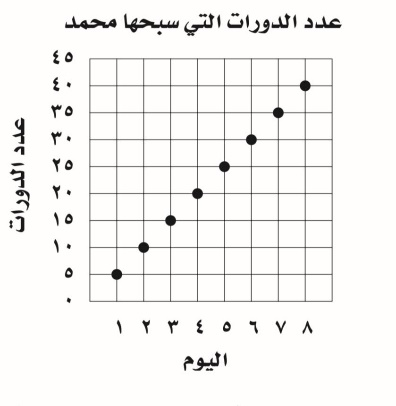 عدد الدورات التي سبحها محمد
٤٥
٤٠
٣٥
٣٠
٢٥
٢٠
١٥
١٠
٥
٠
عدد الدورات
١ ٢ ٣ ٤ ٥ ٦ ٧ ٨
اليوم